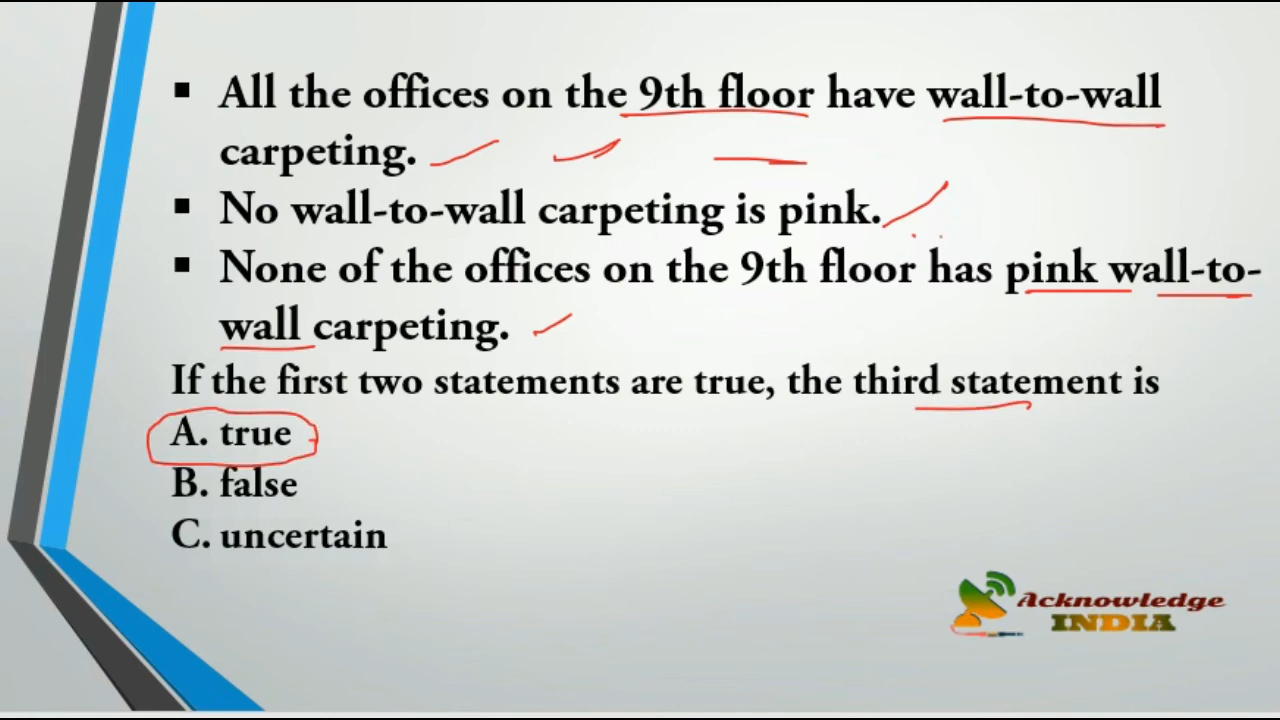 ▪ All the offices on the 9th floor have wall-to-wall
carpeting.
▪ No wall-to-wall carpeting is pink.
▪ None of the offices on the 9th floor has pink wall-to-
wall carpeting.
If the first two statements are true, the third statement is
A. true
B. false
C. uncertain
Acknowledge
INDIA